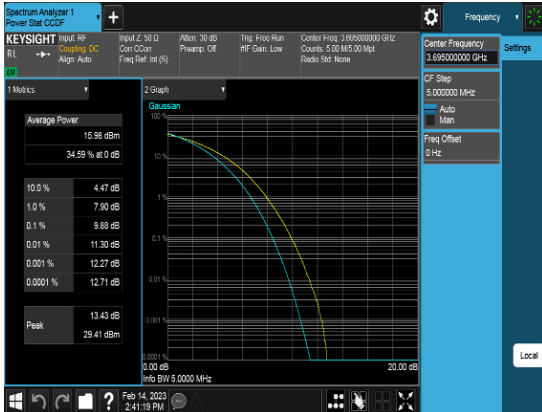 Spectrum Analyzer 1
Power Stat CCDF
Frequency
KEYSIGHT
RL
Input: RF
Coupling: DC
Align: Auto
Input Z: 50 Ω
Corr CCorr
Freq Ref: Int (S)
Atten: 30 dB
Preamp: Off
Trig: Free Run
#IF Gain: Low
Center Freq: 3.695000000 GHz
Counts: 5.00 M/5.00 Mpt
Radio Std: None
Center Frequency
3.695000000 GHz
Settings
CF Step
5.000000 MHz
Auto
Man
Freq Offset
0 Hz
1 Metrics
2 Graph
Average Power
15.98 dBm
34.59 % at 0 dB
10.0 % 4.47 dB
1.0 % 7.90 dB
0.1 % 9.88 dB
0.01 % 11.30 dB
0.001 % 12.27 dB
0.0001 % 12.71 dB
Peak
13.43 dB
29.41 dBm
Gaussian
100 %
10 %
1 %
0.1 %
0.01 %
0.001 %
0.0001 %
0.00 dB
20.00 dB
Info BW 5.0000 MHz
Local
?
Feb 14, 2023
2:41:19 PM